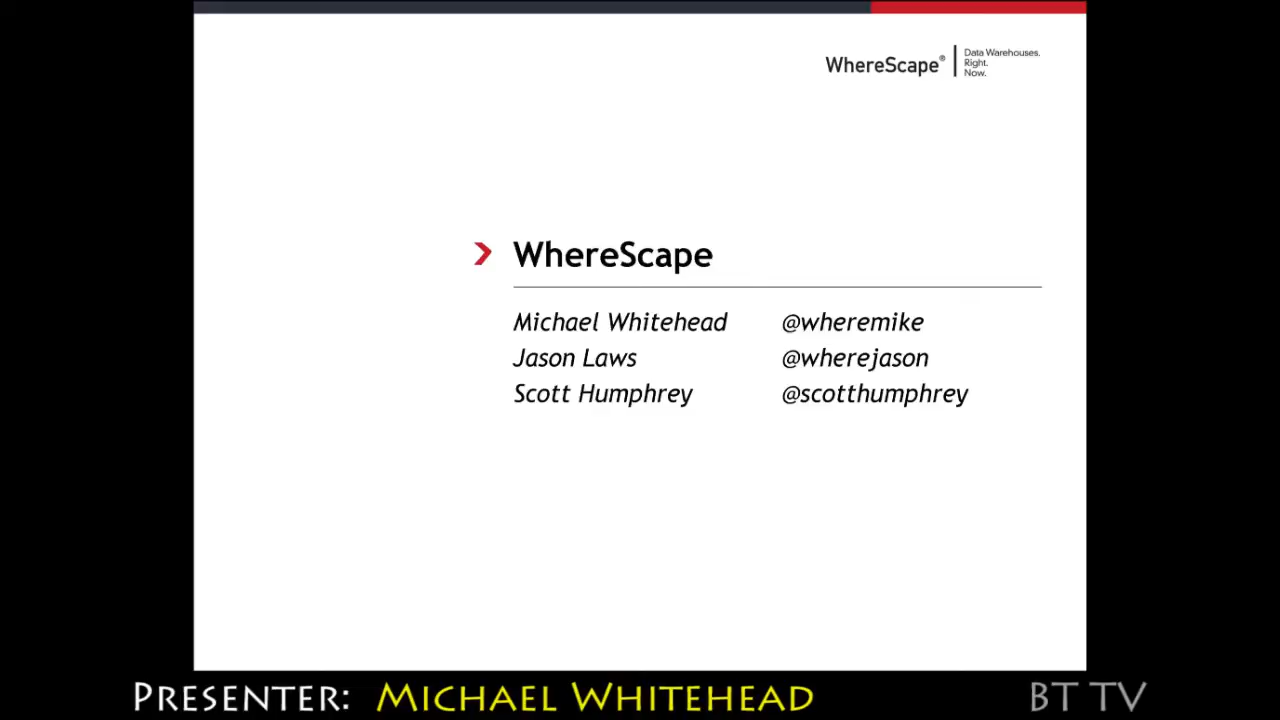 WhereScape®
Data Warehouses.
Right.
Now.
WhereScape
Michael Whitehead @wheremike
Jason Laws @wherejason
Scott Humphrey @scotthumphrey
PRESENTER: MICHAEL WHITEHEAD
BT TV